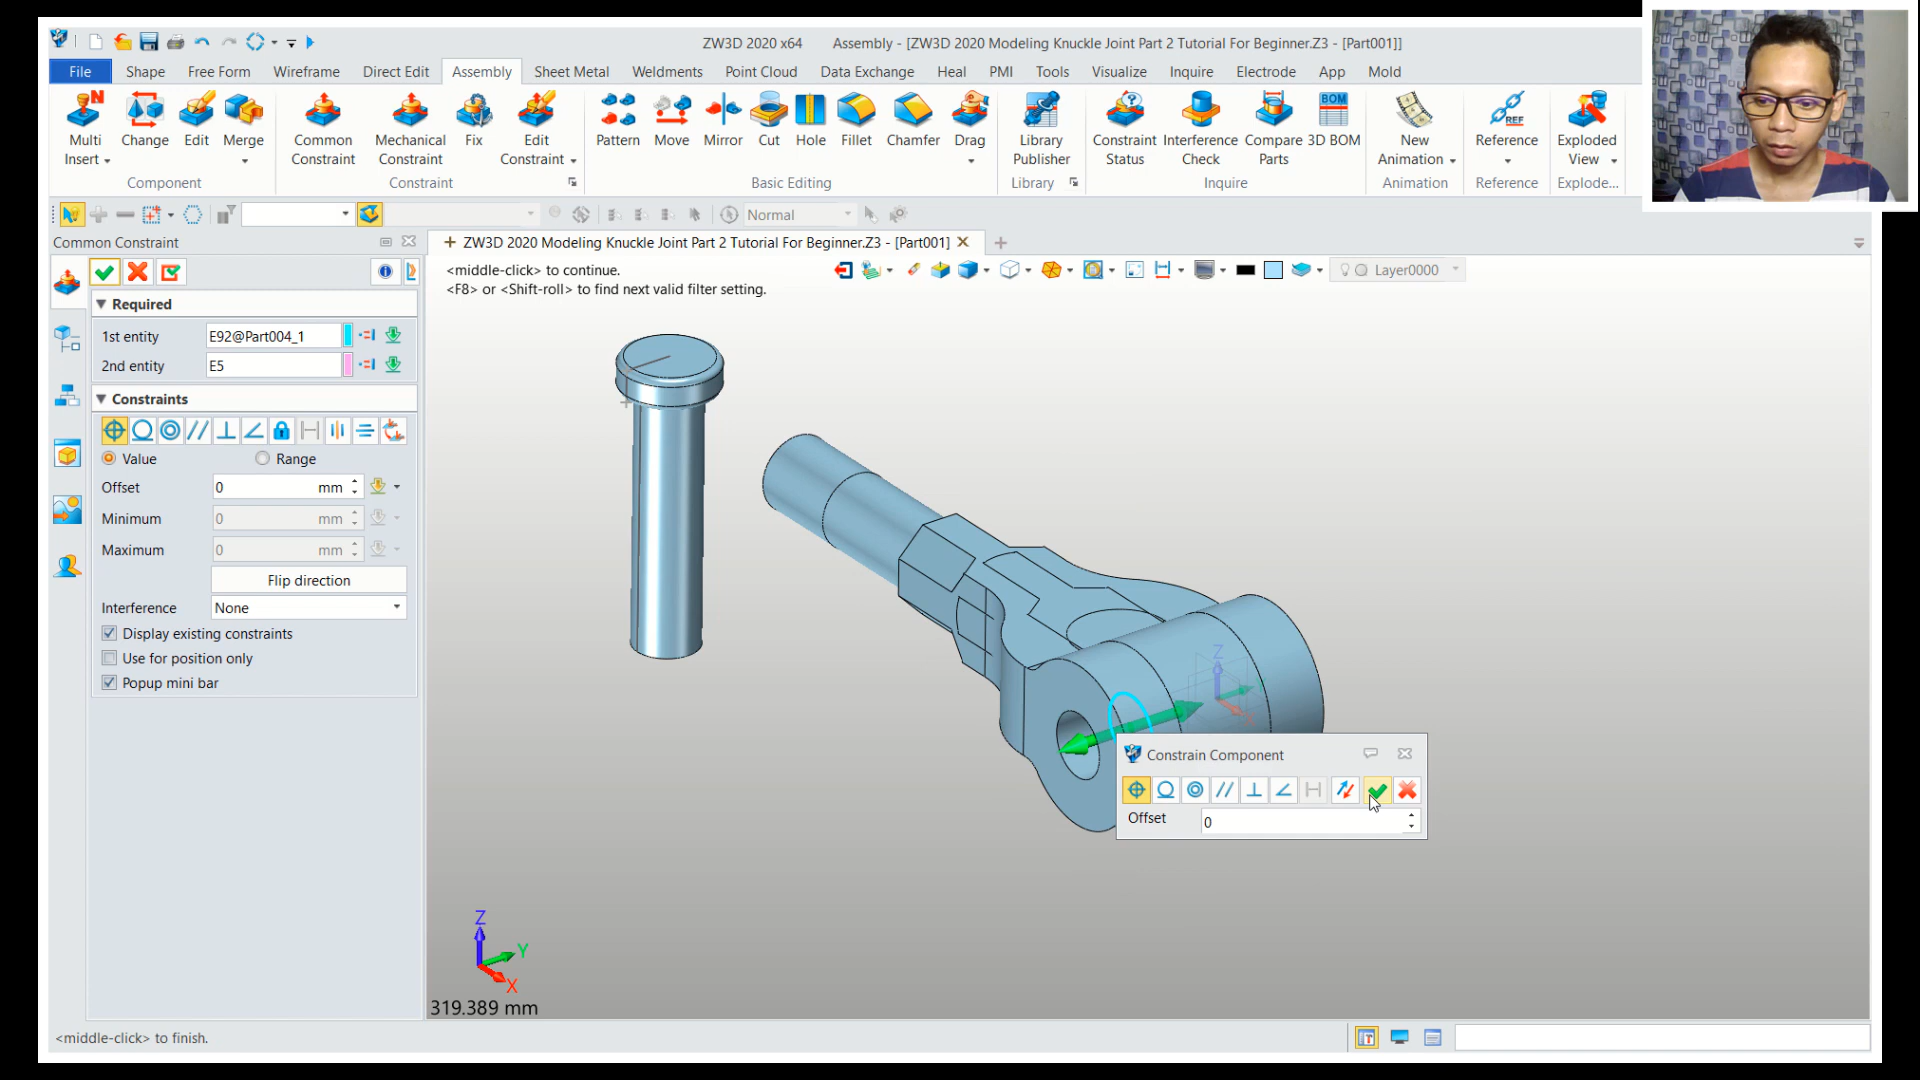 ZW3D 2020 x64 Assembly - [ZW3D 2020 Modeling Knuckle Joint Part 2 Tutorial For Beginner.Z3 - [Part001]]
File Shape Free Form Wireframe Direct Edit Assembly Sheet Metal Weldments Point Cloud Data Exchange Heal PMI Tools Visualize Inquire Electrode App Mold
Multi Insert Change Edit Merge Common Constraint Mechanical Constraint Fix Edit Constraint Pattern Move Mirror Cut Hole Fillet Chamfer Drag Library Publisher Constraint Status Interference Check Compare Parts BOM 3D BOM New Animation REF Reference Exploded View
Component Constraint Basic Editing Library Inquire Animation Reference Explode...
Normal
Common Constraint
ZW3D 2020 Modeling Knuckle Joint Part 2 Tutorial For Beginner.Z3 - [Part001]
<middle-click> to continue.
<F8> or <Shift-roll> to find next valid filter setting.
Layer0000
Required
1st entity E92@Part004_1
2nd entity E5
Constraints
Value Range
Offset 0 mm
Minimum 0 mm
Maximum 0 mm
Flip direction
Interference None
Display existing constraints
Use for position only
Popup mini bar
Z
Constrain Component
Offset 0
Z
Y
X
319.389 mm
<middle-click> to finish.